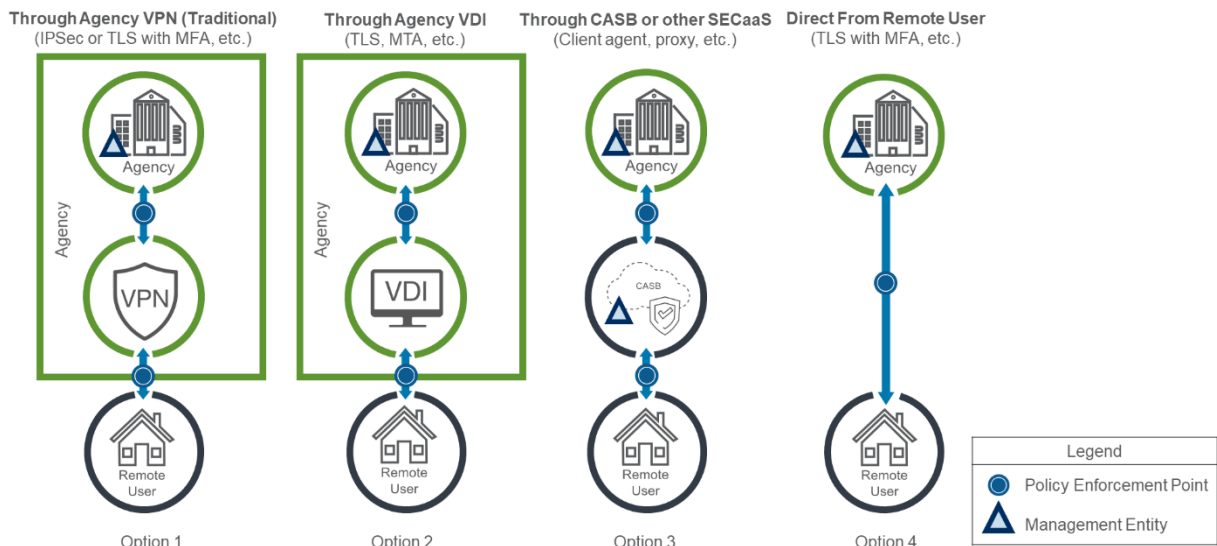 Through Agency VPN (Traditional)
(IPSec or TLS with MFA, etc.)
Agency
Agency
VPN
Remote
User
Option 1
Through Agency VDI
(TLS, MTA, etc.)
Agency
Agency
VDI
Remote
User
Option 2
Through CASB or other SECaaS
(Client agent, proxy, etc.)
Agency
CASB
Remote
User
Option 3
Direct From Remote User
(TLS with MFA, etc.)
Agency
Remote
User
Option 4
Legend
Policy Enforcement Point
Management Entity